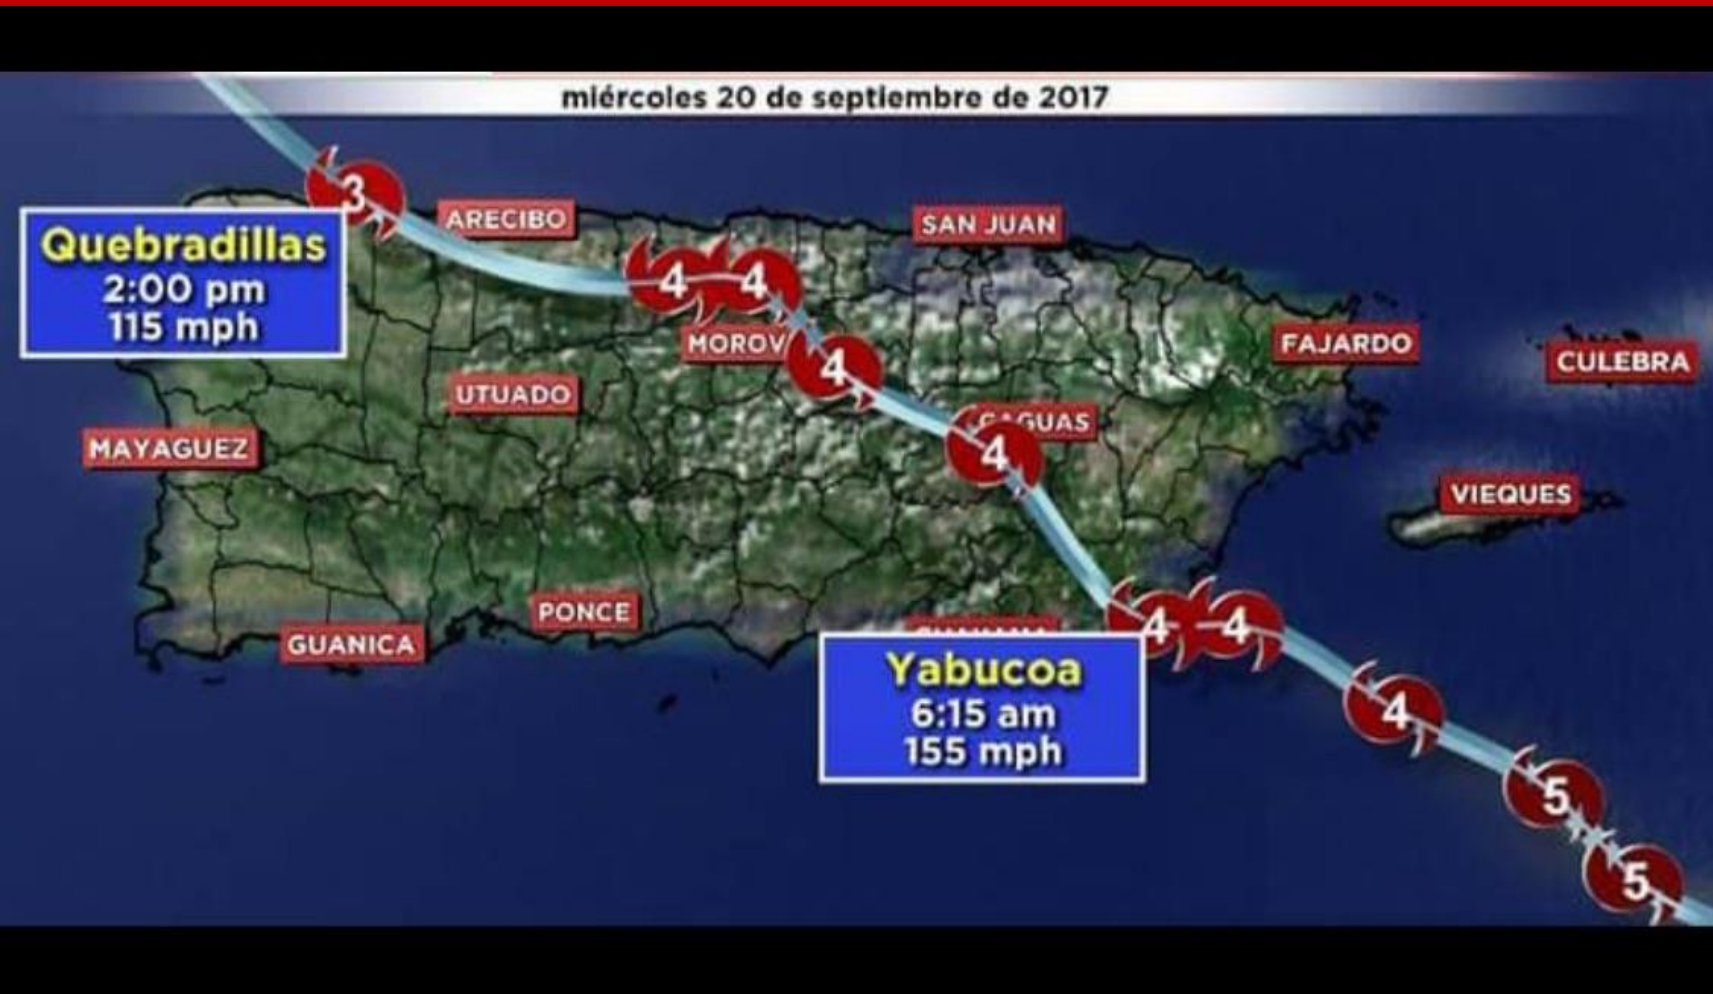 miércoles 20 de septiembre de 2017
3
ARECIBO
SAN JUAN
Quebradillas
2:00 pm
115 mph
4
4
MOROV
4
FAJARDO
CULEBRA
UTUADO
MAYAGUEZ
CAGUAS
4
VIEQUES
PONCE
GUANICA
4
4
Yabucoa
6:15 am
155 mph
4
5
5